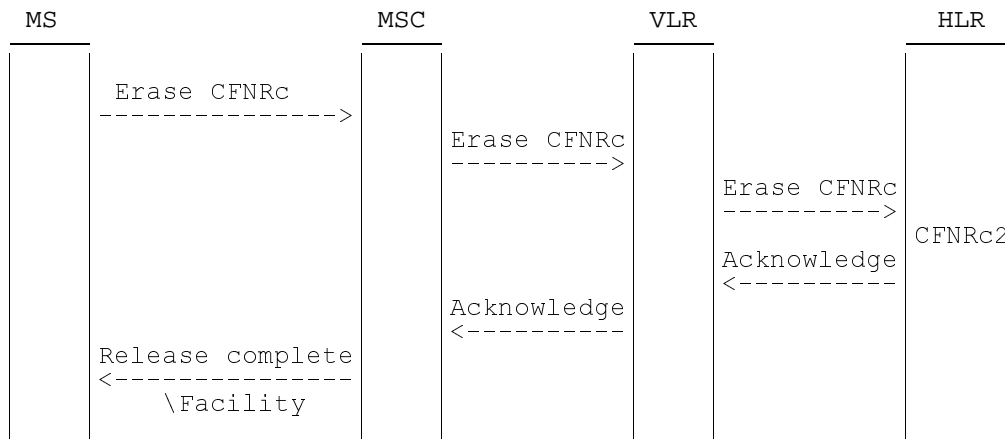 MS MSC VLR HLR
Erase CFNRc
--------------->
Erase CFNRc
---------->
Erase CFNRc
---------->
CFNRc2
Acknowledge
<----------
Acknowledge
<----------
Release complete
<---------------
\Facility